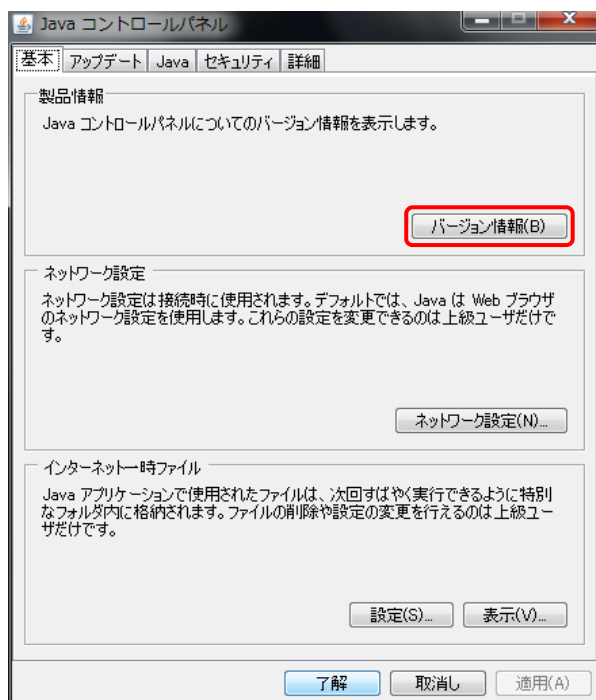 Java コントロールパネル
基本 アップデート Java セキュリティ 詳細
製品情報
Java コントロールパネルについてのバージョン情報を表示します。
バージョン情報(B)
ネットワーク設定
ネットワーク設定は接続時に使用されます。デフォルトでは、Java は Web ブラウザ
のネットワーク設定を使用します。これらの設定を変更できるのは上級ユーザだけで
す。
ネットワーク設定(N)...
インターネット一時ファイル
Java アプリケーションで使用されたファイルは、次回すばやく実行できるように特別
なフォルダ内に格納されます。ファイルの削除や設定の変更を行えるのは上級ユー
ザだけです。
設定(S)... 表示(V)...
了解 取消し 適用(A)